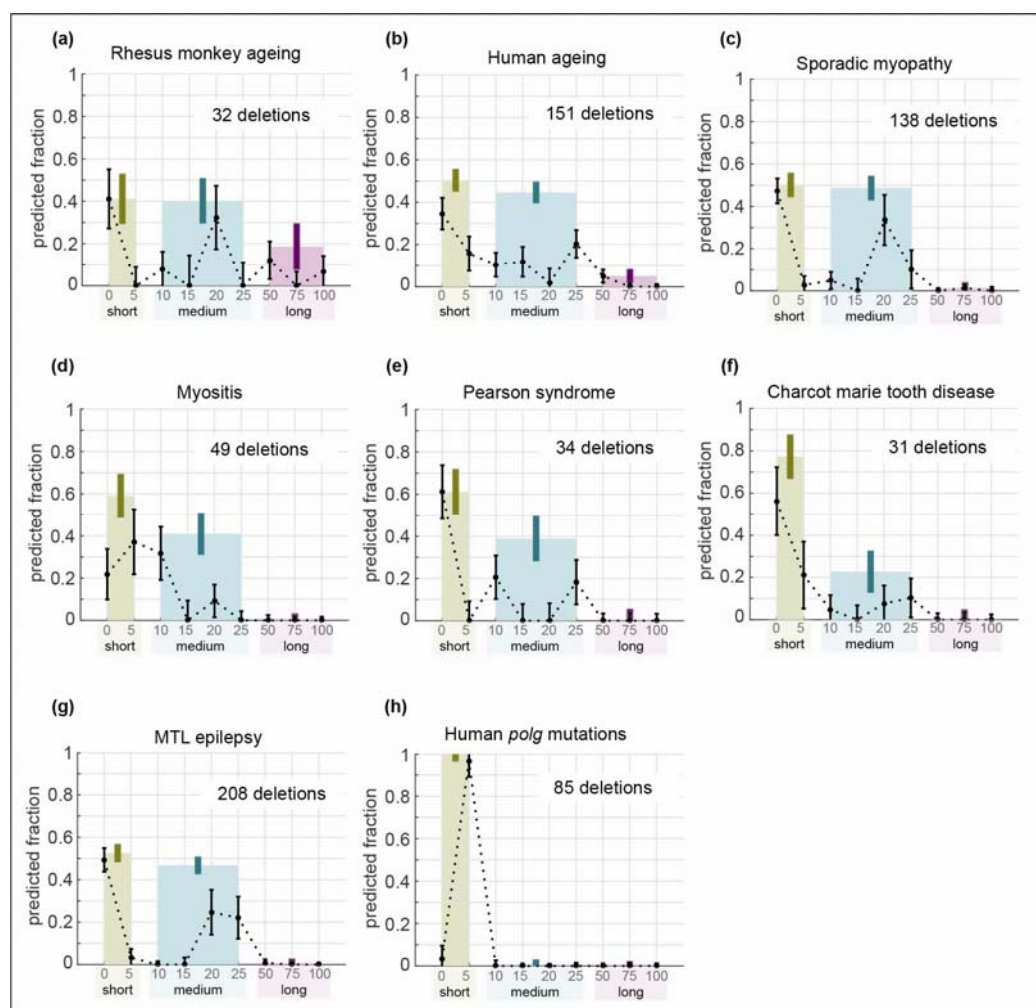 (a)
Rhesus monkey ageing
32 deletions
predicted fraction
1
0.8
0.6
0.4
0.2
0
0 5 10 15 20 25 50 75 100
short medium long
(b)
Human ageing
151 deletions
predicted fraction
1
0.8
0.6
0.4
0.2
0
0 5 10 15 20 25 50 75 100
short medium long
(c)
Sporadic myopathy
138 deletions
predicted fraction
1
0.8
0.6
0.4
0.2
0
0 5 10 15 20 25 50 75 100
short medium long
(d)
Myositis
49 deletions
predicted fraction
1
0.8
0.6
0.4
0.2
0
0 5 10 15 20 25 50 75 100
short medium long
(e)
Pearson syndrome
34 deletions
predicted fraction
1
0.8
0.6
0.4
0.2
0
0 5 10 15 20 25 50 75 100
short medium long
(f)
Charcot marie tooth disease
31 deletions
predicted fraction
1
0.8
0.6
0.4
0.2
0
0 5 10 15 20 25 50 75 100
short medium long
(g)
MTL epilepsy
208 deletions
predicted fraction
1
0.8
0.6
0.4
0.2
0
0 5 10 15 20 25 50 75 100
short medium long
(h)
Human polg mutations
85 deletions
predicted fraction
1
0.8
0.6
0.4
0.2
0
0 5 10 15 20 25 50 75 100
short medium long